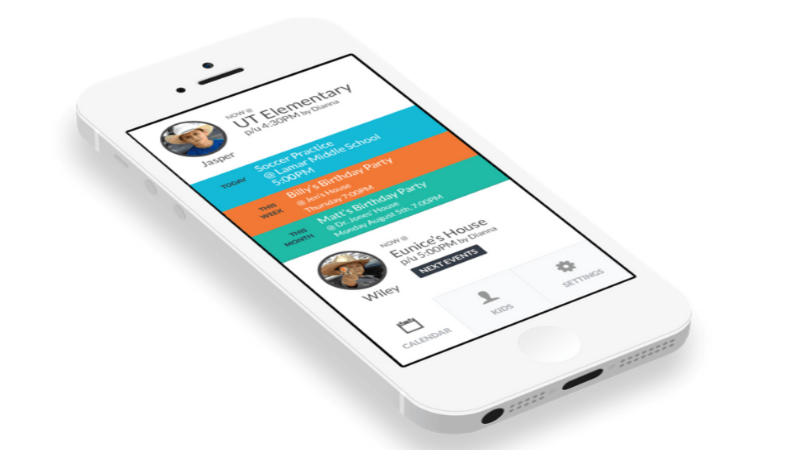 NOW @
UT Elementary
p/u 4:30PM by Dianna
Jasper
TODAY
Soccer Practice
@ Lamar Middle School
5:00PM
THIS
WEEK
Billy's Birthday Party
@ Jen's House
Thursday 7:00PM
THIS
MONTH
Matt's Birthday Party
@ Dr. Jones' House
Monday August 5th, 7:00PM
NOW @
Eunice's House
p/u 5:00PM by Dianna
NEXT EVENTS
Wiley
CALENDAR
KIDS
SETTINGS